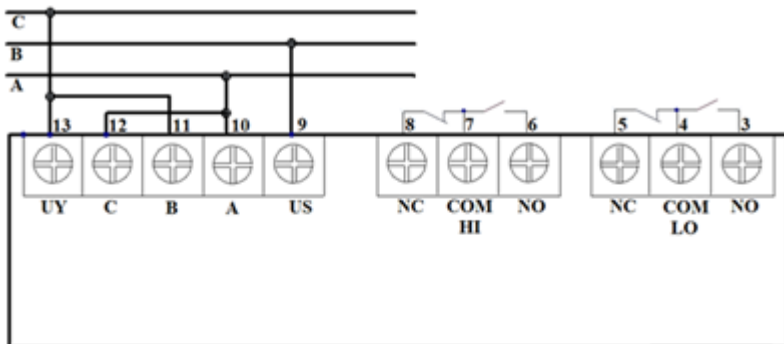 C
B
A
13 12 11 10 9 8 7 6 5 4 3
UY C B A US NC COM NO NC COM NO
HI LO